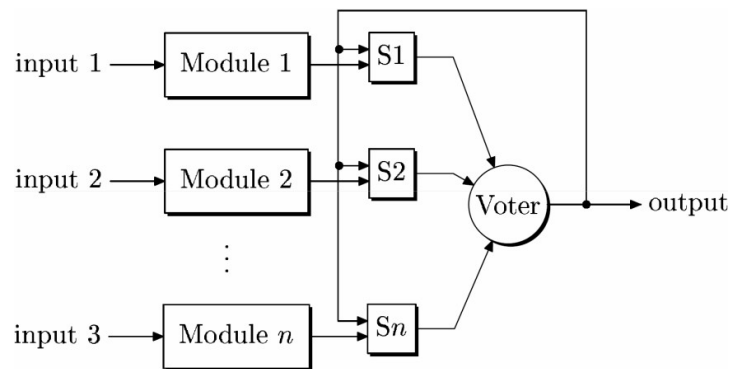 input 1 Module 1 S1
input 2 Module 2 S2
Voter output
⋮
input 3 Module n Sn